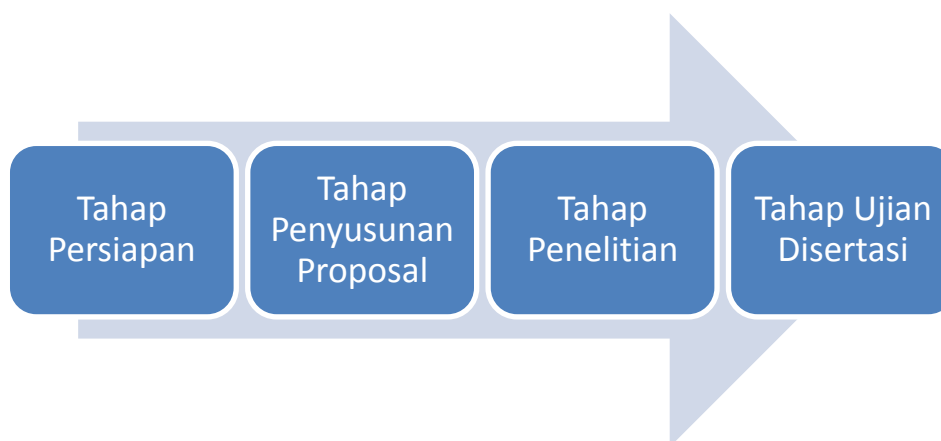 Tahap
Persiapan
Tahap
Penyusunan
Proposal
Tahap
Penelitian
Tahap Ujian
Disertasi